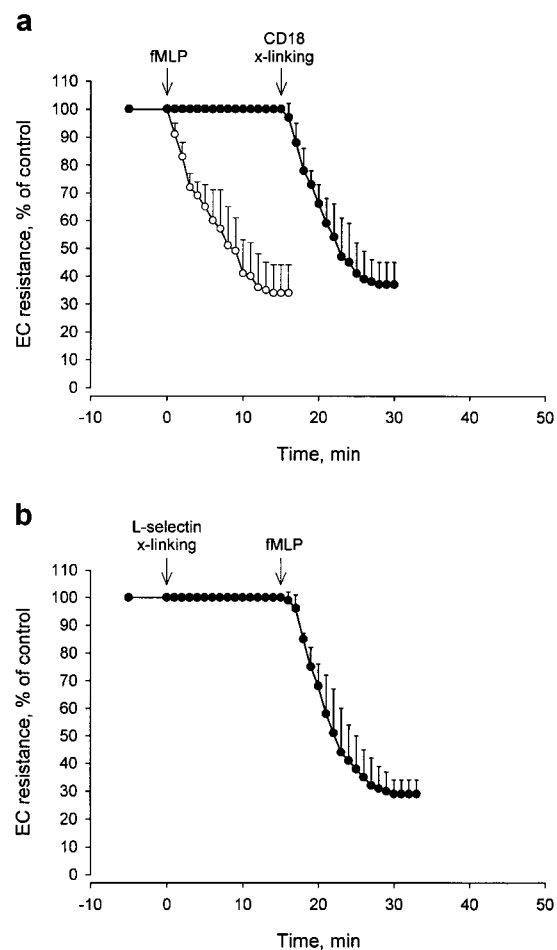 a
fMLP
CD18
x-linking
110
100
90
80
70
60
50
40
30
20
10
0
EC resistance, % of control
-10 0 10 20 30 40 50
Time, min
b
L-selectin
x-linking
fMLP
110
100
90
80
70
60
50
40
30
20
10
0
EC resistance, % of control
-10 0 10 20 30 40 50
Time, min